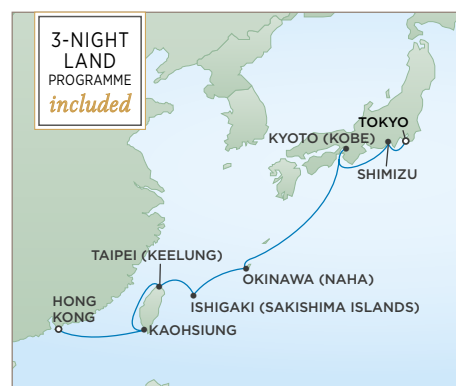 3-NIGHT
LAND
PROGRAMME
included
TOKYO
KYOTO (KOBE)
SHIMIZU
TAIPEI (KEELUNG)
OKINAWA (NAHA)
ISHIGAKI (SAKISHIMA ISLANDS)
HONG
KONG
KAOHSIUNG